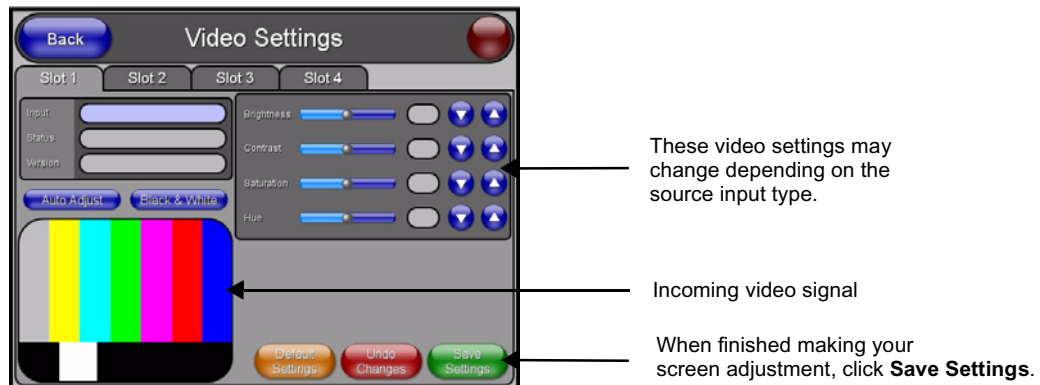 Back
Video Settings
Slot 1
Slot 2
Slot 3
Slot 4
Input
Status
Version
Brightness
Contrast
Saturation
Hue
Auto Adjust
Black & White
These video settings may
change depending on the
source input type.
Incoming video signal
Default
Settings
Undo
Changes
Save
Settings
When finished making your
screen adjustment, click Save Settings.